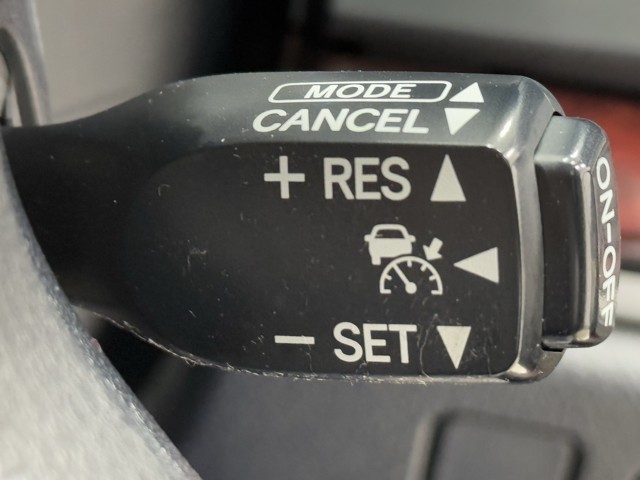 MODE
CANCEL
+ RES
- SET
ON-OFF